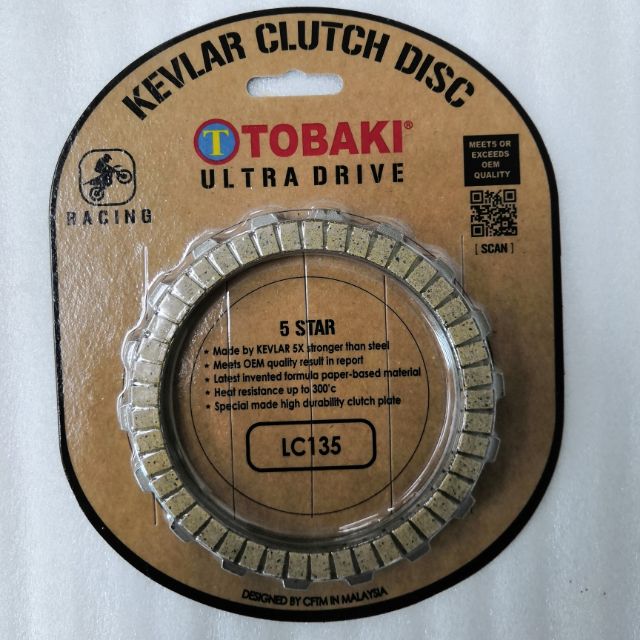 KEVLAR CLUTCH DISC
T TOBAKI®
ULTRA DRIVE
RACING
MEETS OR
EXCEEDS
OEM
QUALITY
[ SCAN ]
5 STAR
• Made by KEVLAR 5X stronger than steel
• Meets OEM quality result in report
• Latest invented formula paper-based material
• Heat resistance up to 300°c
• Special made high durability clutch plate
LC135
DESIGNED BY CFTM IN MALAYSIA